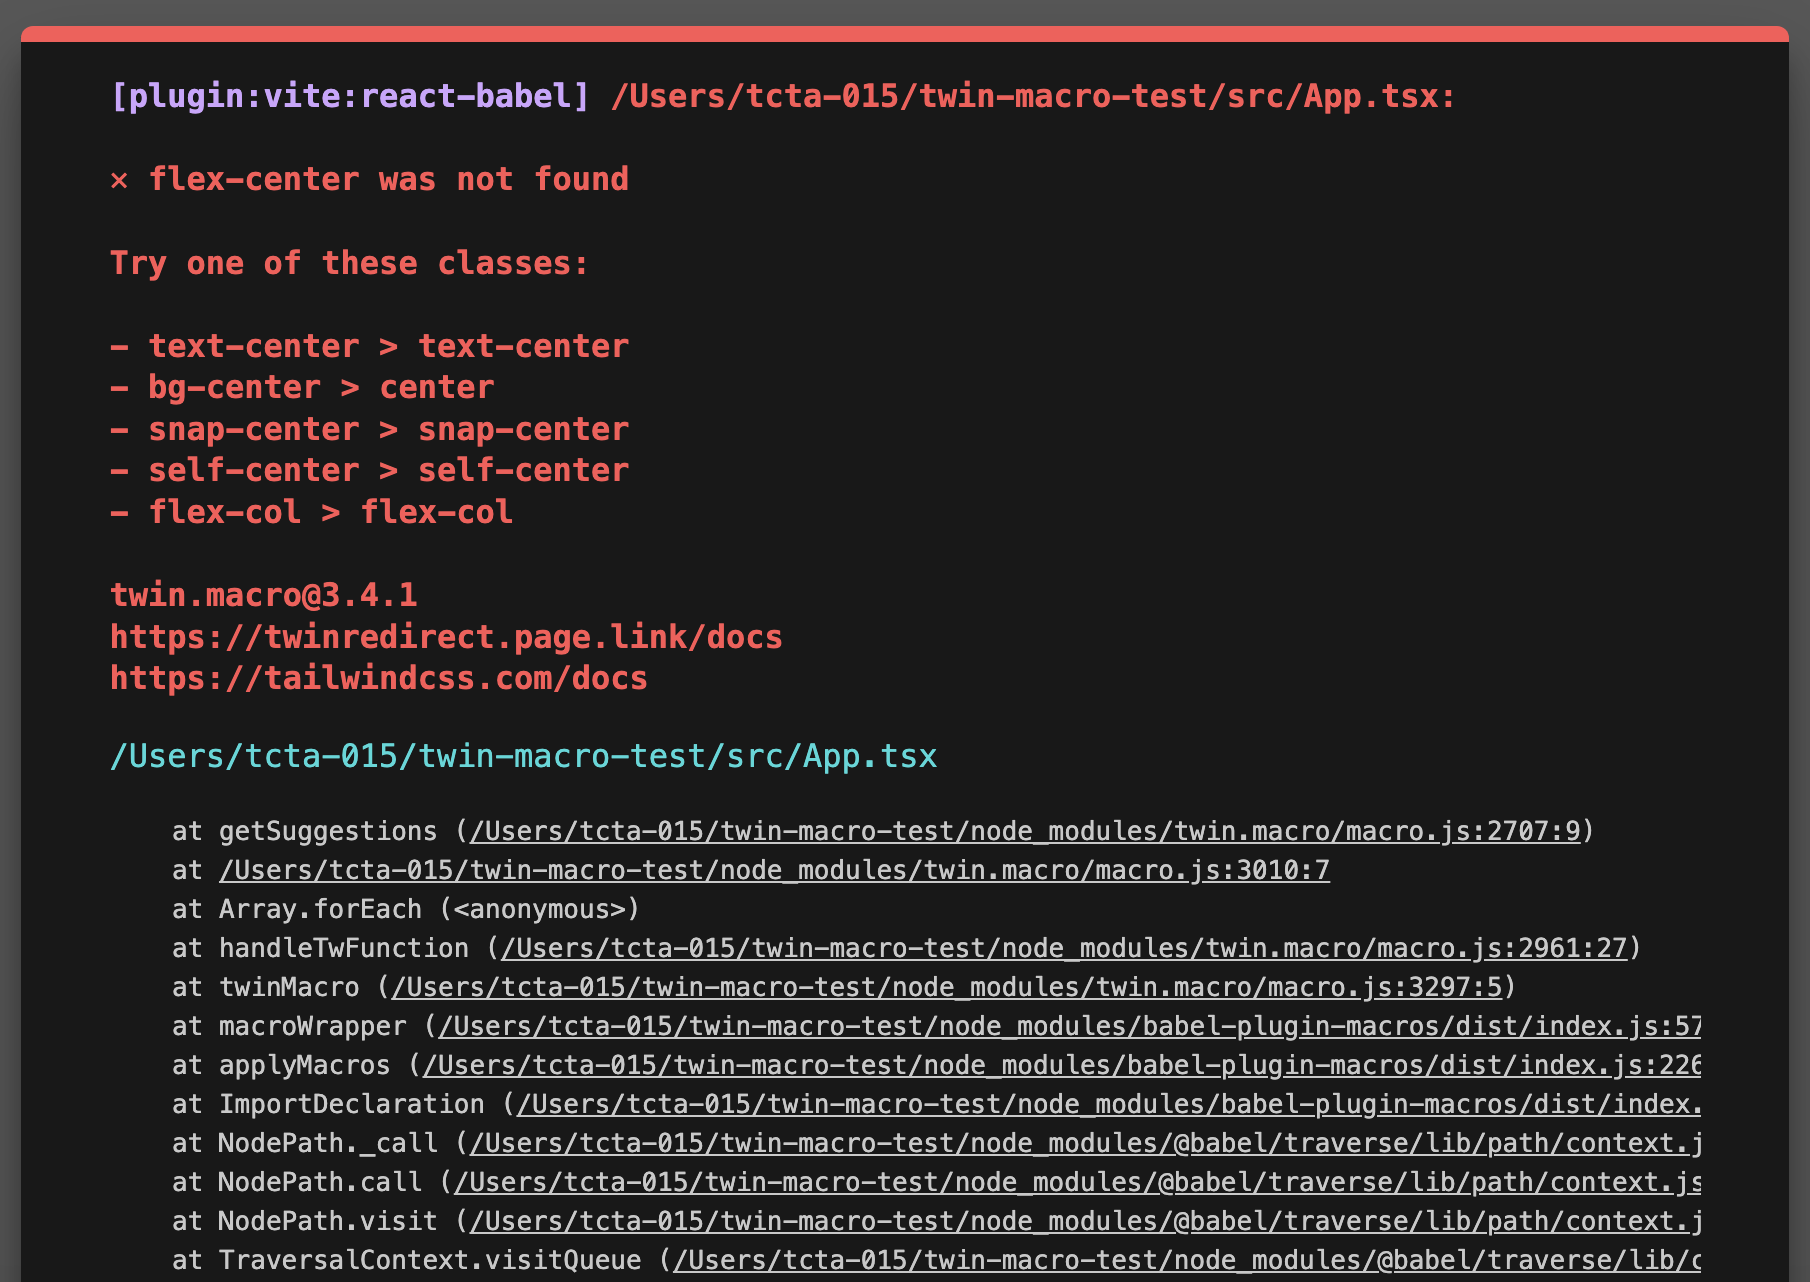 [plugin:vite:react-babel] /Users/tcta-015/twin-macro-test/src/App.tsx:
× flex-center was not found
Try one of these classes:
- text-center > text-center
- bg-center > center
- snap-center > snap-center
- self-center > self-center
- flex-col > flex-col
twin.macro@3.4.1
https://twinredirect.page.link/docs
https://tailwindcss.com/docs
/Users/tcta-015/twin-macro-test/src/App.tsx
at getSuggestions (/Users/tcta-015/twin-macro-test/node_modules/twin.macro/macro.js:2707:9)
at /Users/tcta-015/twin-macro-test/node_modules/twin.macro/macro.js:3010:7
at Array.forEach (<anonymous>)
at handleTwFunction (/Users/tcta-015/twin-macro-test/node_modules/twin.macro/macro.js:2961:27)
at twinMacro (/Users/tcta-015/twin-macro-test/node_modules/twin.macro/macro.js:3297:5)
at macroWrapper (/Users/tcta-015/twin-macro-test/node_modules/babel-plugin-macros/dist/index.js:57
at applyMacros (/Users/tcta-015/twin-macro-test/node_modules/babel-plugin-macros/dist/index.js:226
at ImportDeclaration (/Users/tcta-015/twin-macro-test/node_modules/babel-plugin-macros/dist/index.
at NodePath._call (/Users/tcta-015/twin-macro-test/node_modules/@babel/traverse/lib/path/context.j
at NodePath.call (/Users/tcta-015/twin-macro-test/node_modules/@babel/traverse/lib/path/context.js
at NodePath.visit (/Users/tcta-015/twin-macro-test/node_modules/@babel/traverse/lib/path/context.j
at TraversalContext.visitQueue (/Users/tcta-015/twin-macro-test/node_modules/@babel/traverse/lib/c